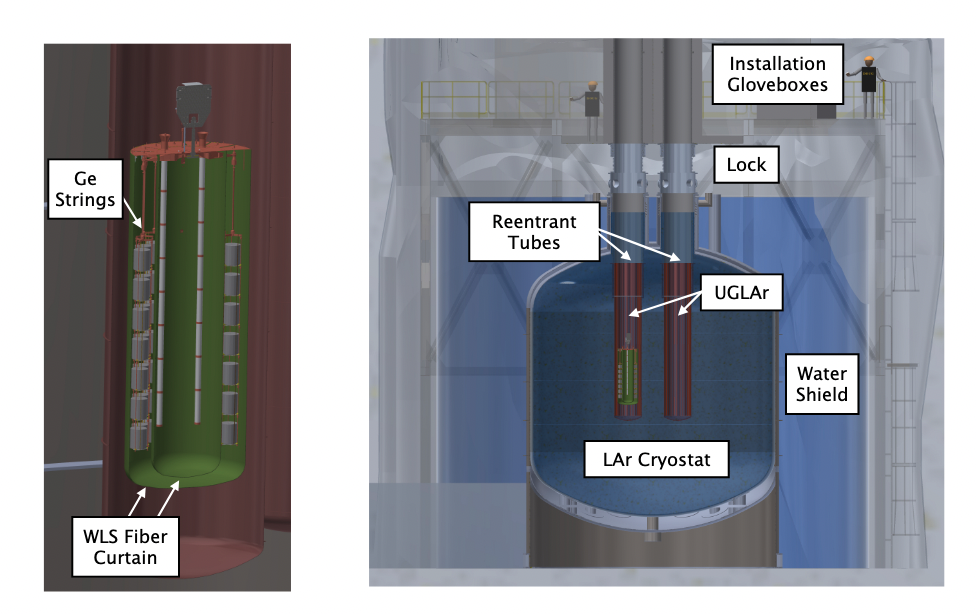 Ge
Strings
WLS Fiber
Curtain
Installation
Gloveboxes
Lock
Reentrant
Tubes
UGLAr
Water
Shield
LAr Cryostat